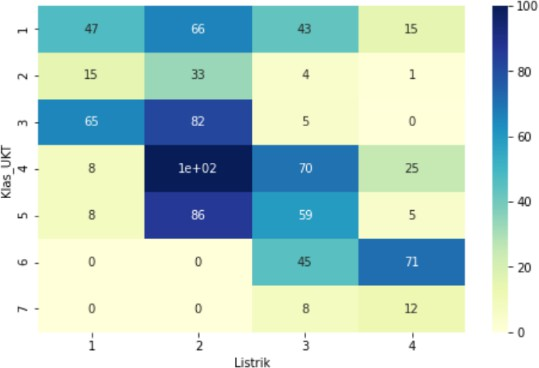 1 47 66 43 15
2 15 33 4 1
3 65 82 5 0
4 8 1e+02 70 25
5 8 86 59 5
6 0 0 45 71
7 0 0 8 12
1 2 3 4
Klas_UKT
Listrik
100
80
60
40
20
0